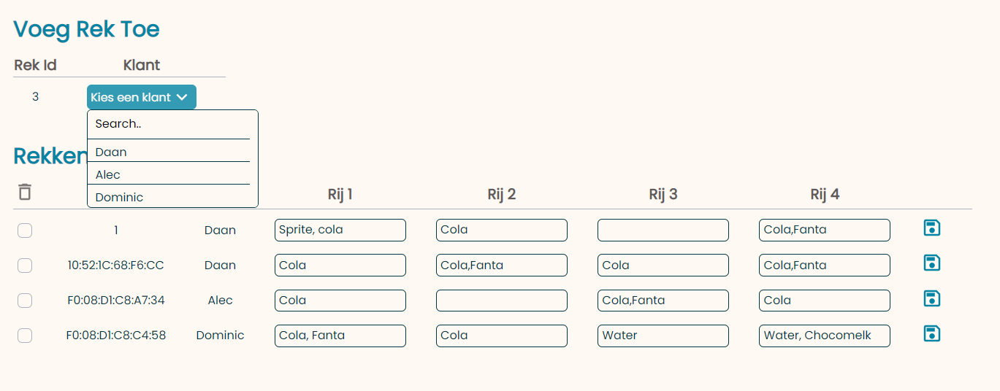 Voeg Rek Toe
Rek Id Klant
3 Kies een klant
Search..
Daan
Rekken
Alec
Dominic
Rij 1 Rij 2 Rij 3 Rij 4
1 Daan Sprite, cola Cola Cola,Fanta
10:52:1C:68:F6:CC Daan Cola Cola,Fanta Cola Cola,Fanta
F0:08:D1:C8:A7:34 Alec Cola Cola,Fanta Cola
F0:08:D1:C8:C4:58 Dominic Cola, Fanta Cola Water Water, Chocomelk